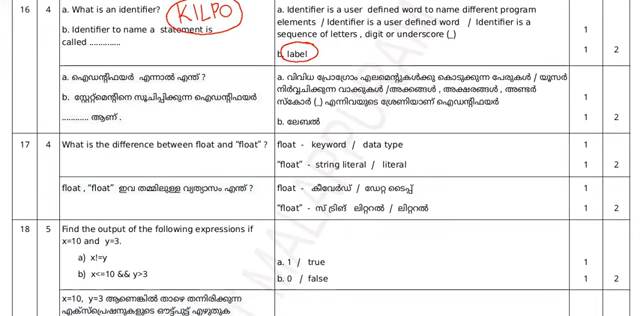 16 4 a. What is an identifier? KILPO a. Identifier is a user defined word to name different program
elements / Identifier is a user defined word / Identifier is a
b. Identifier to name a statement is sequence of letters , digit or underscore (_) 1
called ............. b. label 1 2
a. ഐഡന്റിഫയർ എന്നാൽ എന്ത് ? a. വിവിധ പ്രോഗ്രാം എലമെന്റുകൾക്കു കൊടുക്കുന്ന പേരുകൾ / യൂസർ
നിർവ്വചിക്കുന്ന വാക്കുകൾ /അക്കങ്ങൾ , അക്ഷരങ്ങൾ , അണ്ടർ
b. സ്റ്റേറ്റ്മെന്റിനെ സൂചിപ്പിക്കുന്ന ഐഡന്റിഫയർ സ്കോർ (_) എന്നിവയുടെ ശ്രേണിയാണ് ഐഡന്റിഫയർ 1
............ ആണ് . b. ലേബൽ 1 2
17 4 What is the difference between float and “float” ? float - keyword / data type 1
“float” - string literal / literal 1 2
float , “float” ഇവ തമ്മിലുള്ള വ്യത്യാസം എന്ത് ? float - കീവേർഡ് / ഡേറ്റ ടൈപ്പ് 1
“float” - സ് ട്രിങ് ലിറ്ററൽ / ലിറ്ററൽ 1 2
18 5 Find the output of the following expressions if
x=10 and y=3.
a) x!=y a. 1 / true 1
b) x<=10 && y>3 b. 0 / false 1 2
x=10, y=3 ആണെങ്കിൽ താഴെ തന്നിരിക്കുന്ന
എക്സ്പ്രെഷനുകളുടെ ഔട്ട്പുട്ട് എഴുതുക